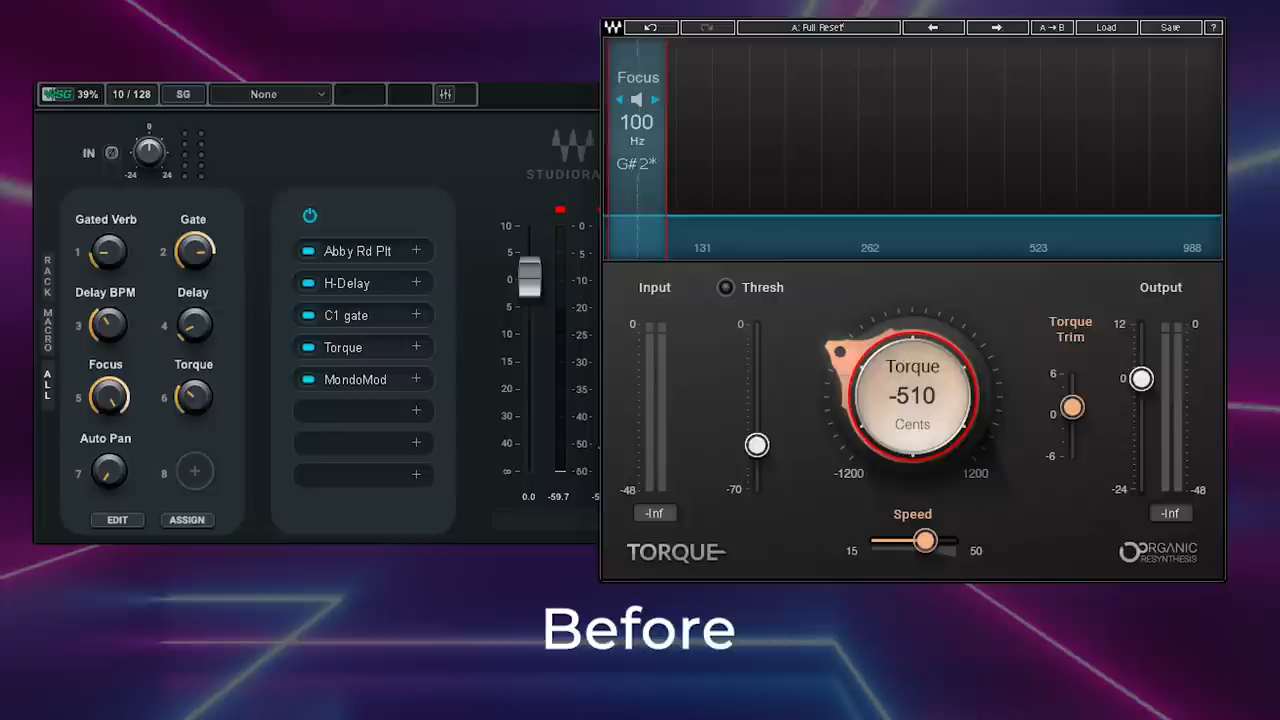 A: Full Reset*
A→B
Load
Save
?
SG 39%
10 / 128
SG
None
IN
0
-24
24
STUDIORA
Focus
100
Hz
G#2*
131
262
523
988
RACK
MACRO
ALL
Gated Verb
Gate
1
2
Delay BPM
Delay
3
4
Focus
Torque
5
6
Auto Pan
7
8
EDIT
ASSIGN
Abby Rd Plt
H-Delay
C1 gate
Torque
MondoMod
10
5
0
5
10
15
20
30
40
∞
0
-5
-10
-15
-20
-30
-40
-50
-60
0.0
-59.7
-5
Input
Thresh
Output
0
-48
-Inf
0
-70
Torque
-510
Cents
-1200
1200
Torque
Trim
6
0
-6
12
0
-24
0
-48
-Inf
Speed
15
50
TORQUE
ORGANIC
RESYNTHESIS
Before